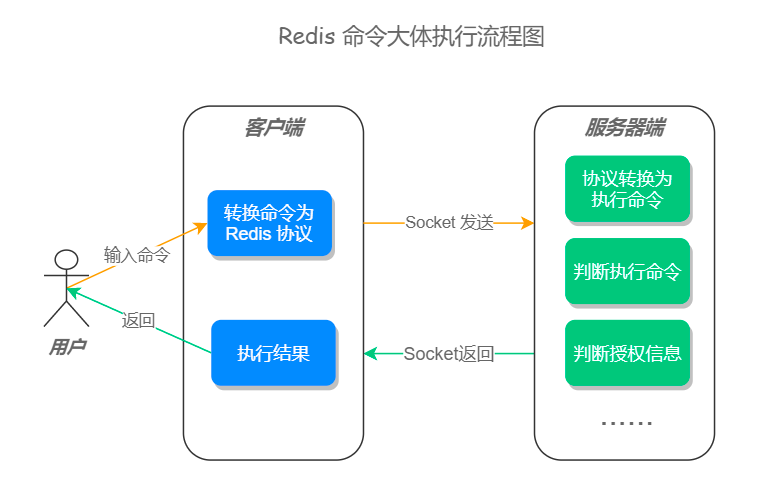 Redis 命令大体执行流程图
客户端
服务器端
转换命令为
Redis 协议
Socket 发送
协议转换为
执行命令
输入命令
判断执行命令
用户
返回
执行结果
Socket返回
判断授权信息
······